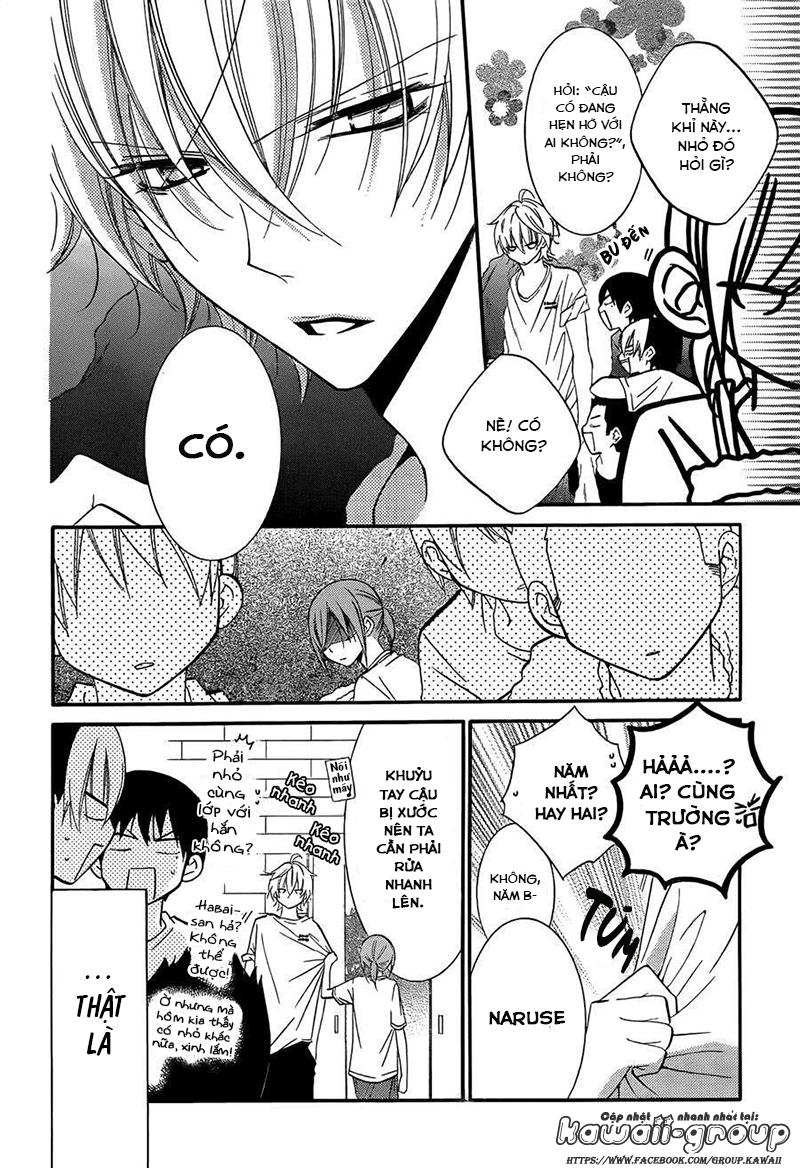 THẰNG
KHỈ NÀY...
NHỎ ĐÓ
HỎI GÌ?
HỎI: "CẬU
CÓ ĐANG
HẸN HÒ VỚI
AI KHÔNG?",
PHẢI
KHÔNG?
BU ĐẾN
NÈ! CÓ
KHÔNG?
CÓ.
HẢẢẢ....?
AI? CÙNG
TRƯỜNG
À?
NĂM
NHẤT?
HAY HAI?
KHÔNG,
NĂM B-
TÚM
NARUSE
KHUỶU
TAY CẬU
BỊ XƯỚC
NÊN TA
CẦN PHẢI
RỬA
NHANH
LÊN.
Nói
như
máy
Kéo
nhanh
Kéo
nhanh
Phải
nhỏ
cùng
lớp với
hắn
không?
Habai-
san hả?
Không
thể
được!
Ờ nhưng mà
hôm kia thấy
có nhỏ khác
nữa, xinh lắm!
...
THẬT
LÀ
Cập nhật nhanh nhất tại:
kawaii-group
HTTPS://WWW.FACEBOOK.COM/GROUP.KAWAII